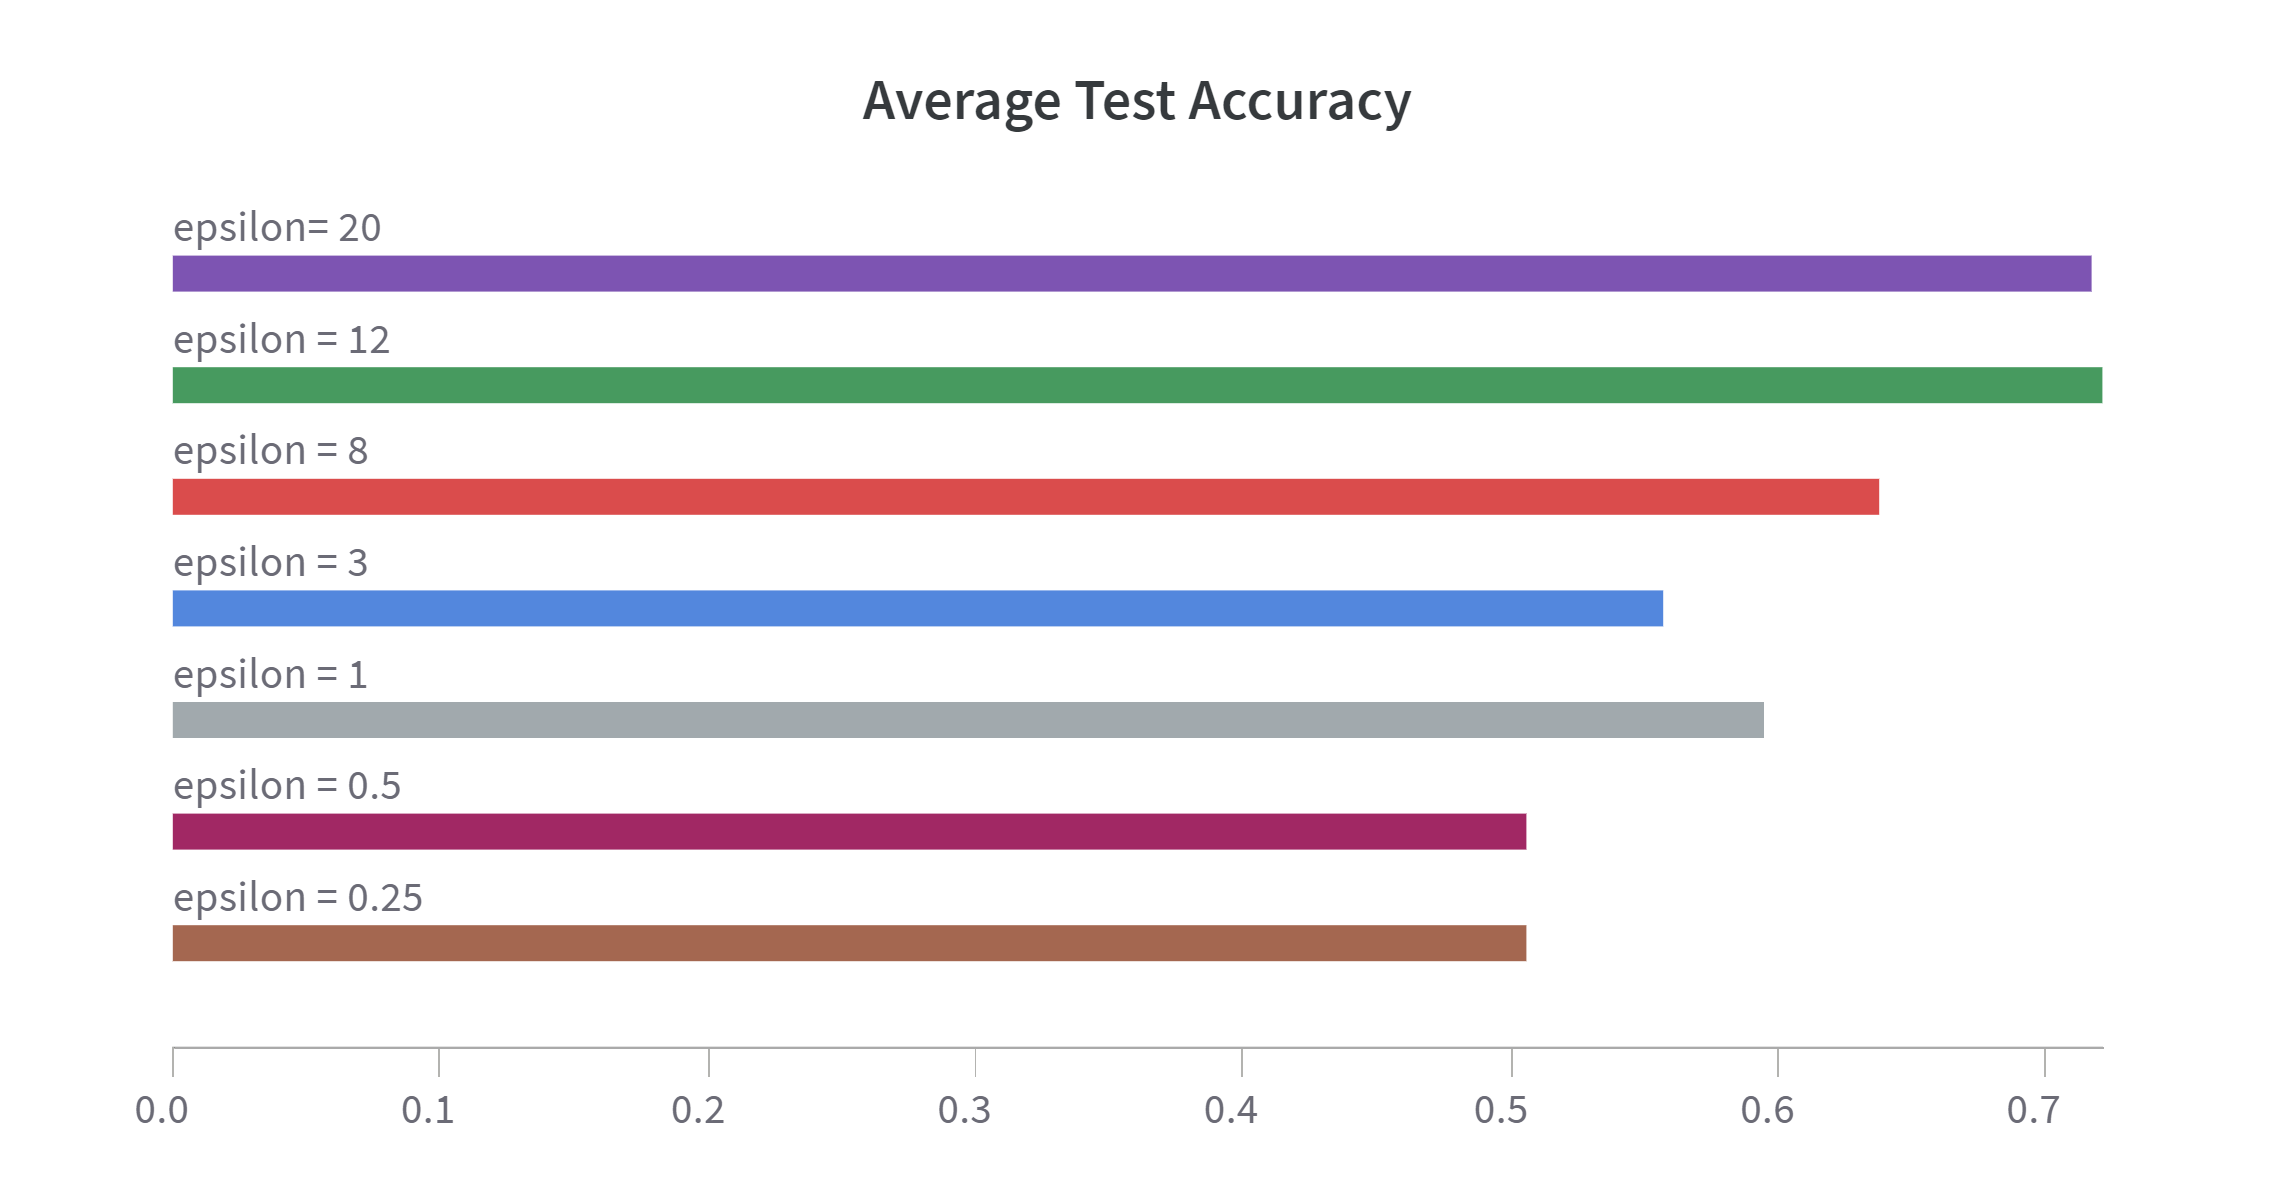 Average Test Accuracy
epsilon= 20
epsilon = 12
epsilon = 8
epsilon = 3
epsilon = 1
epsilon = 0.5
epsilon = 0.25
0.0 0.1 0.2 0.3 0.4 0.5 0.6 0.7